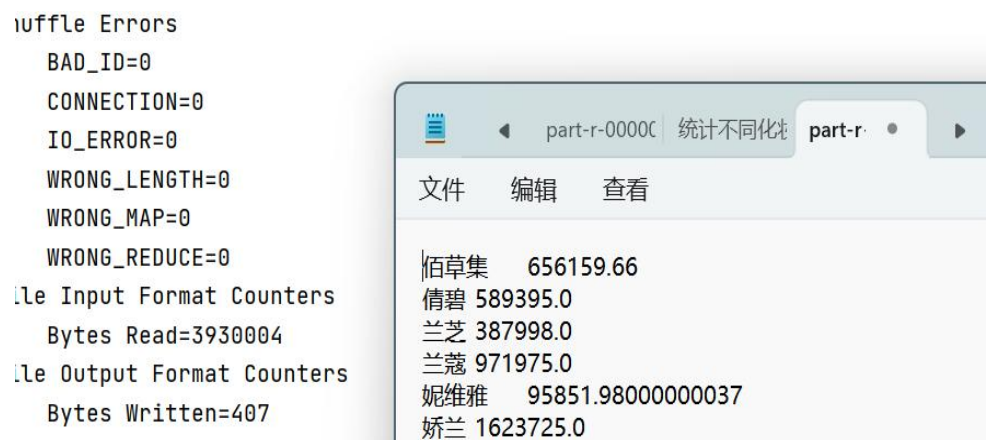 uffle Errors
BAD_ID=0
CONNECTION=0
IO_ERROR=0
WRONG_LENGTH=0
WRONG_MAP=0
WRONG_REDUCE=0
le Input Format Counters
Bytes Read=3930004
le Output Format Counters
Bytes Written=407
part-r-0000 统计不同化 part-r
文件 编辑 查看
佰草集 656159.66
倩碧 589395.0
兰芝 387998.0
兰蔻 971975.0
妮维雅 95851.98000000037
娇兰 1623725.0